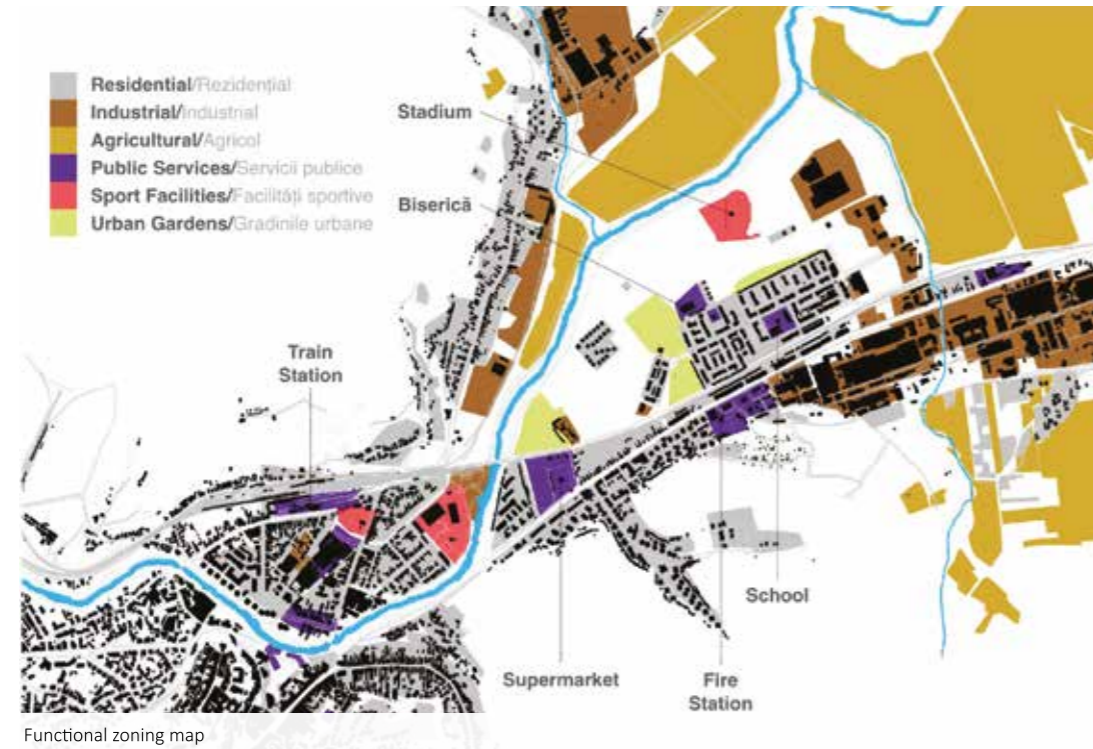 Residential/Rezidențial
Industrial/Industrial
Agricultural/Agricol
Public Services/Servicii publice
Sport Facilities/Facilități sportive
Urban Gardens/Gradinile urbane
Stadium
Biserică
Train
Station
School
Supermarket
Fire
Station
Functional zoning map